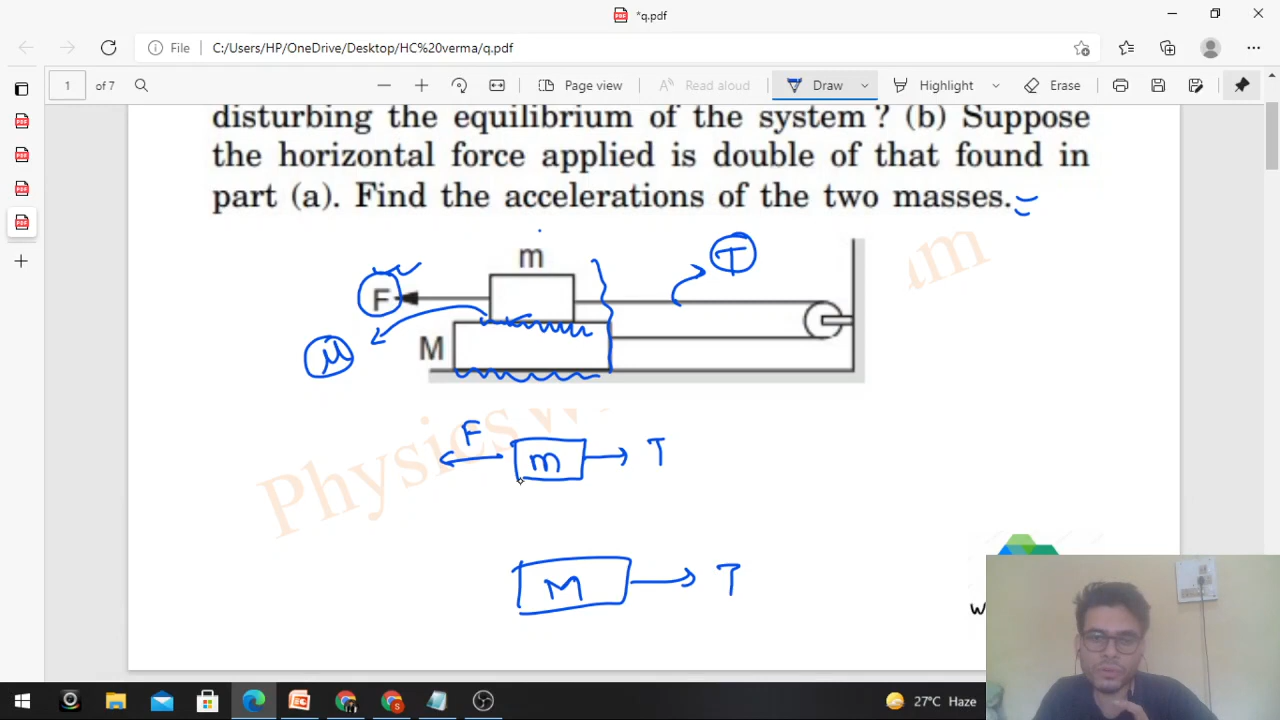 *q.pdf
File C:/Users/HP/OneDrive/Desktop/HC%20verma/q.pdf
1 of 7 Page view Read aloud Draw Highlight Erase
disturbing the equilibrium of the system? (b) Suppose
the horizontal force applied is double of that found in
part (a). Find the accelerations of the two masses.
m
T
F
μ
M
F
m T
M T
27°C Haze